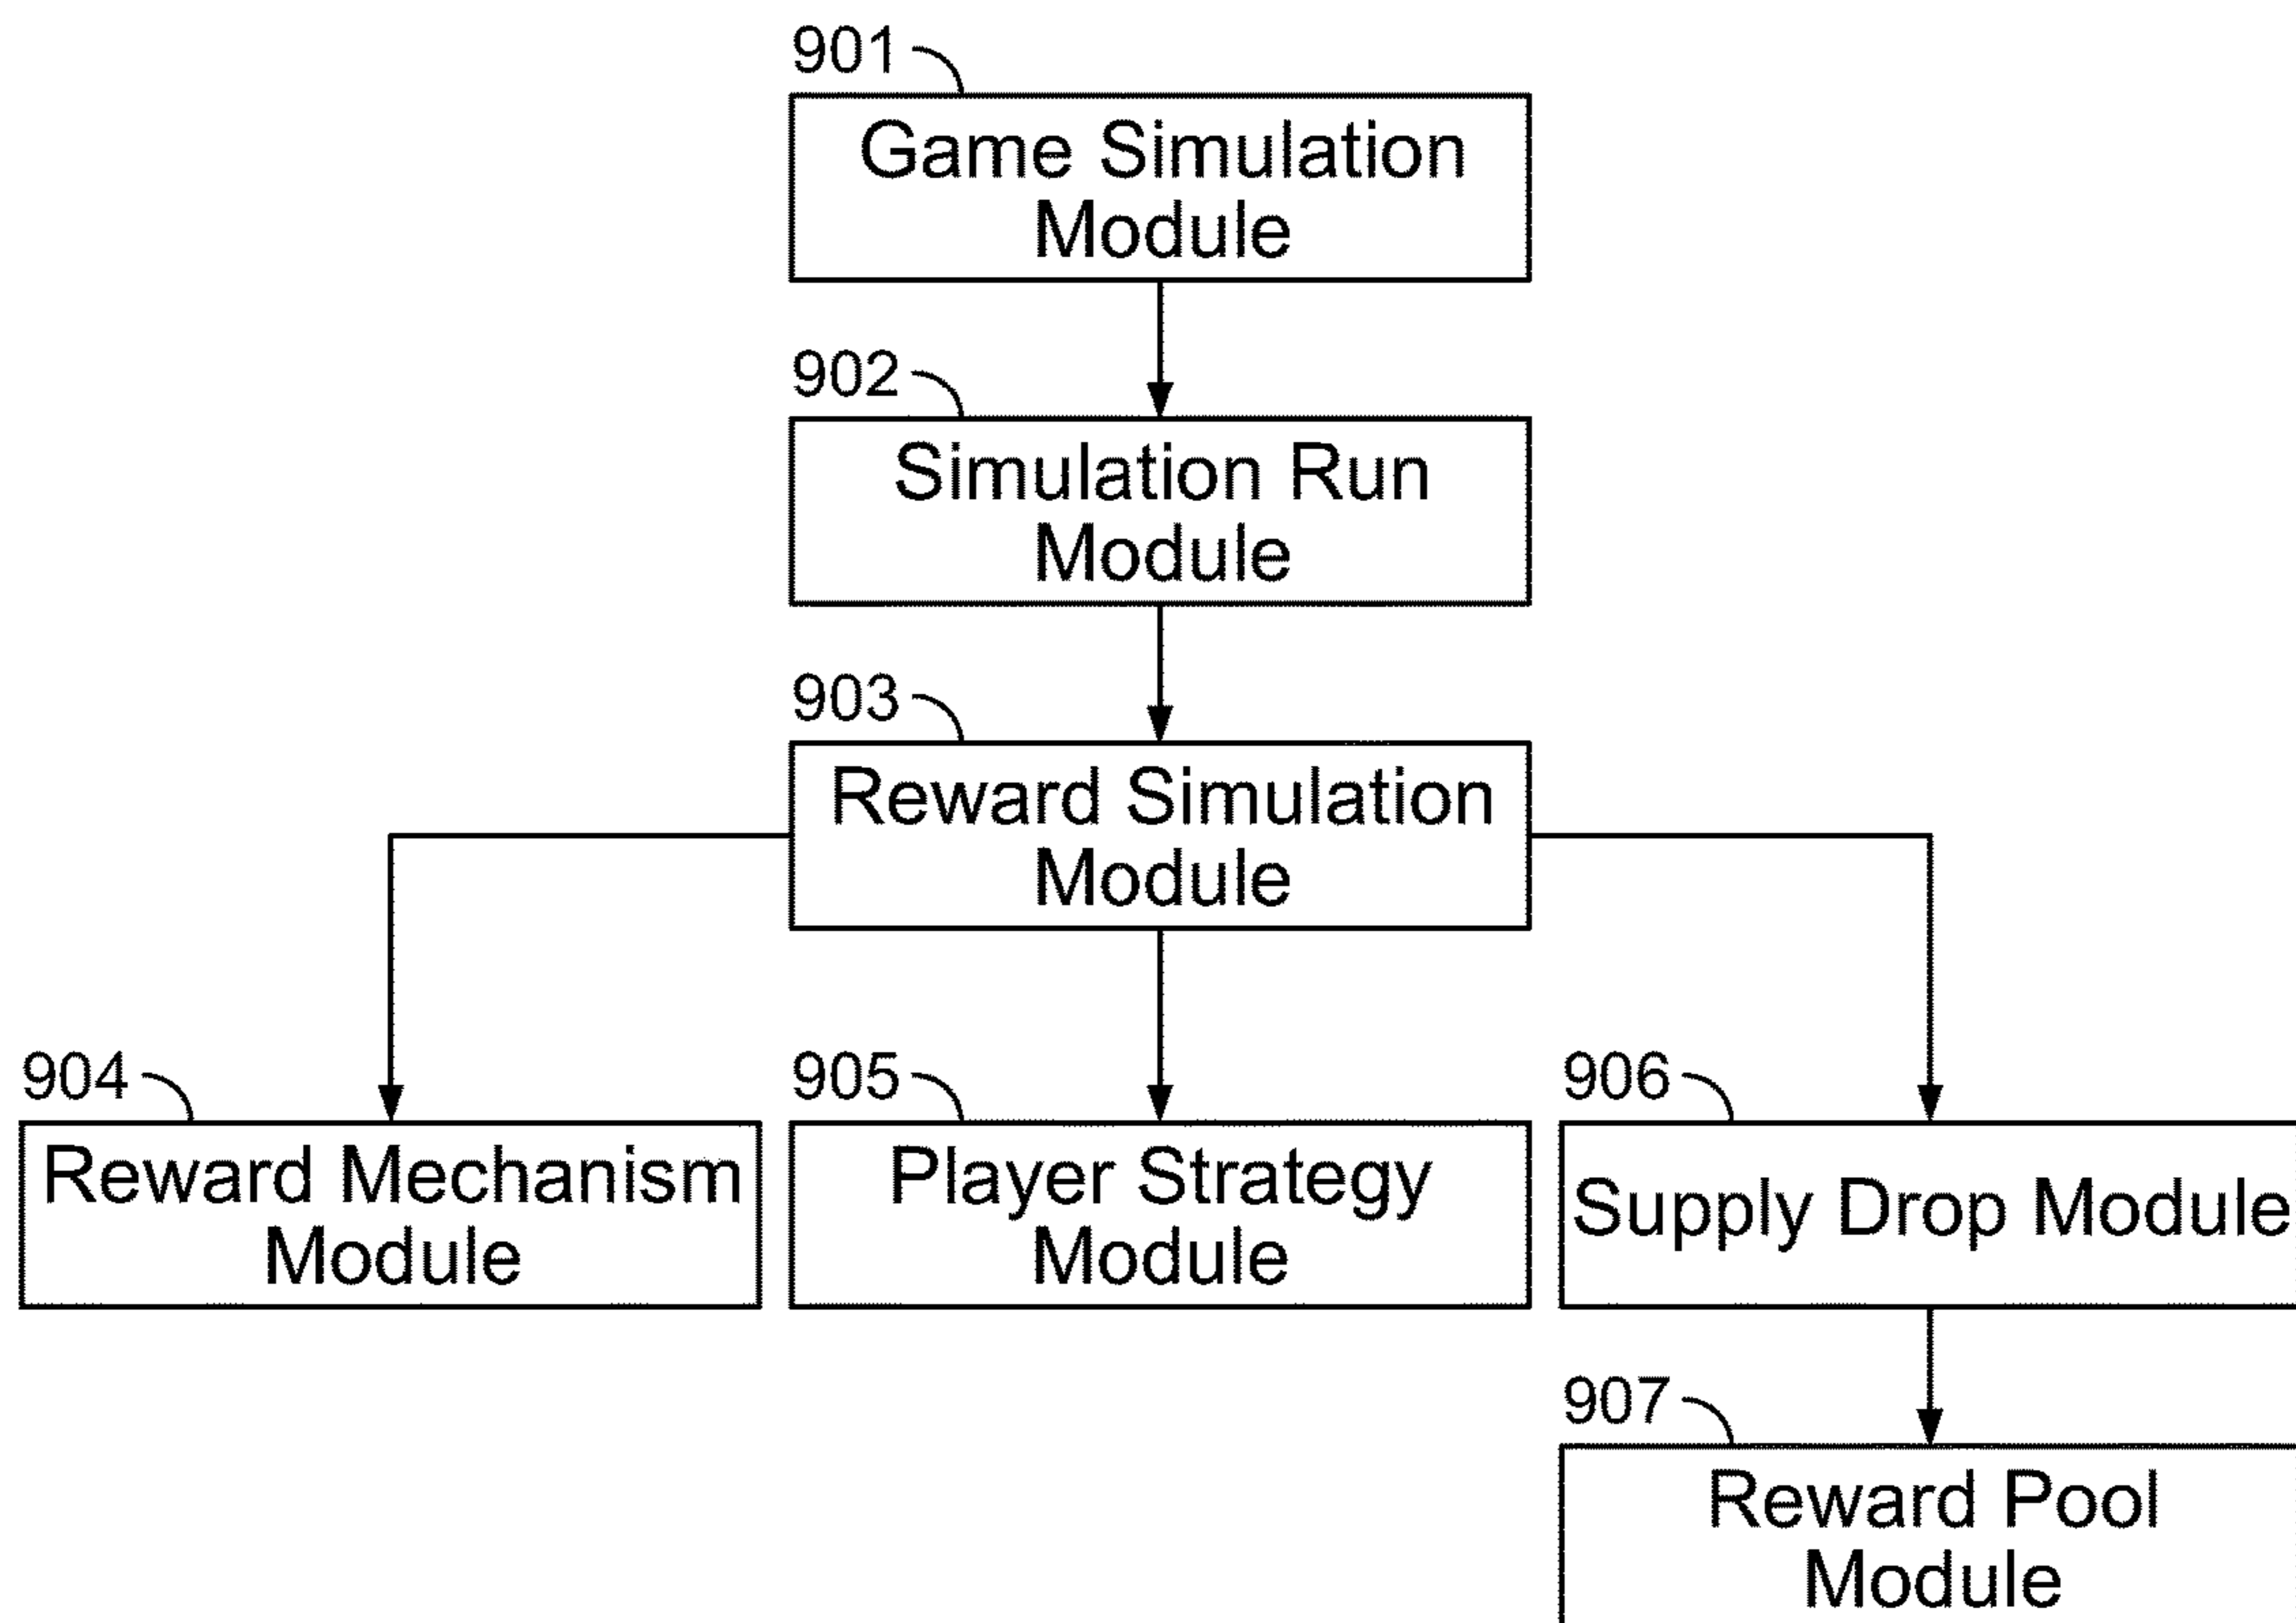 901
Game Simulation
Module
902
Simulation Run
Module
903
Reward Simulation
Module
904
Reward Mechanism
Module
905
Player Strategy
Module
906
Supply Drop Module
907
Reward Pool
Module